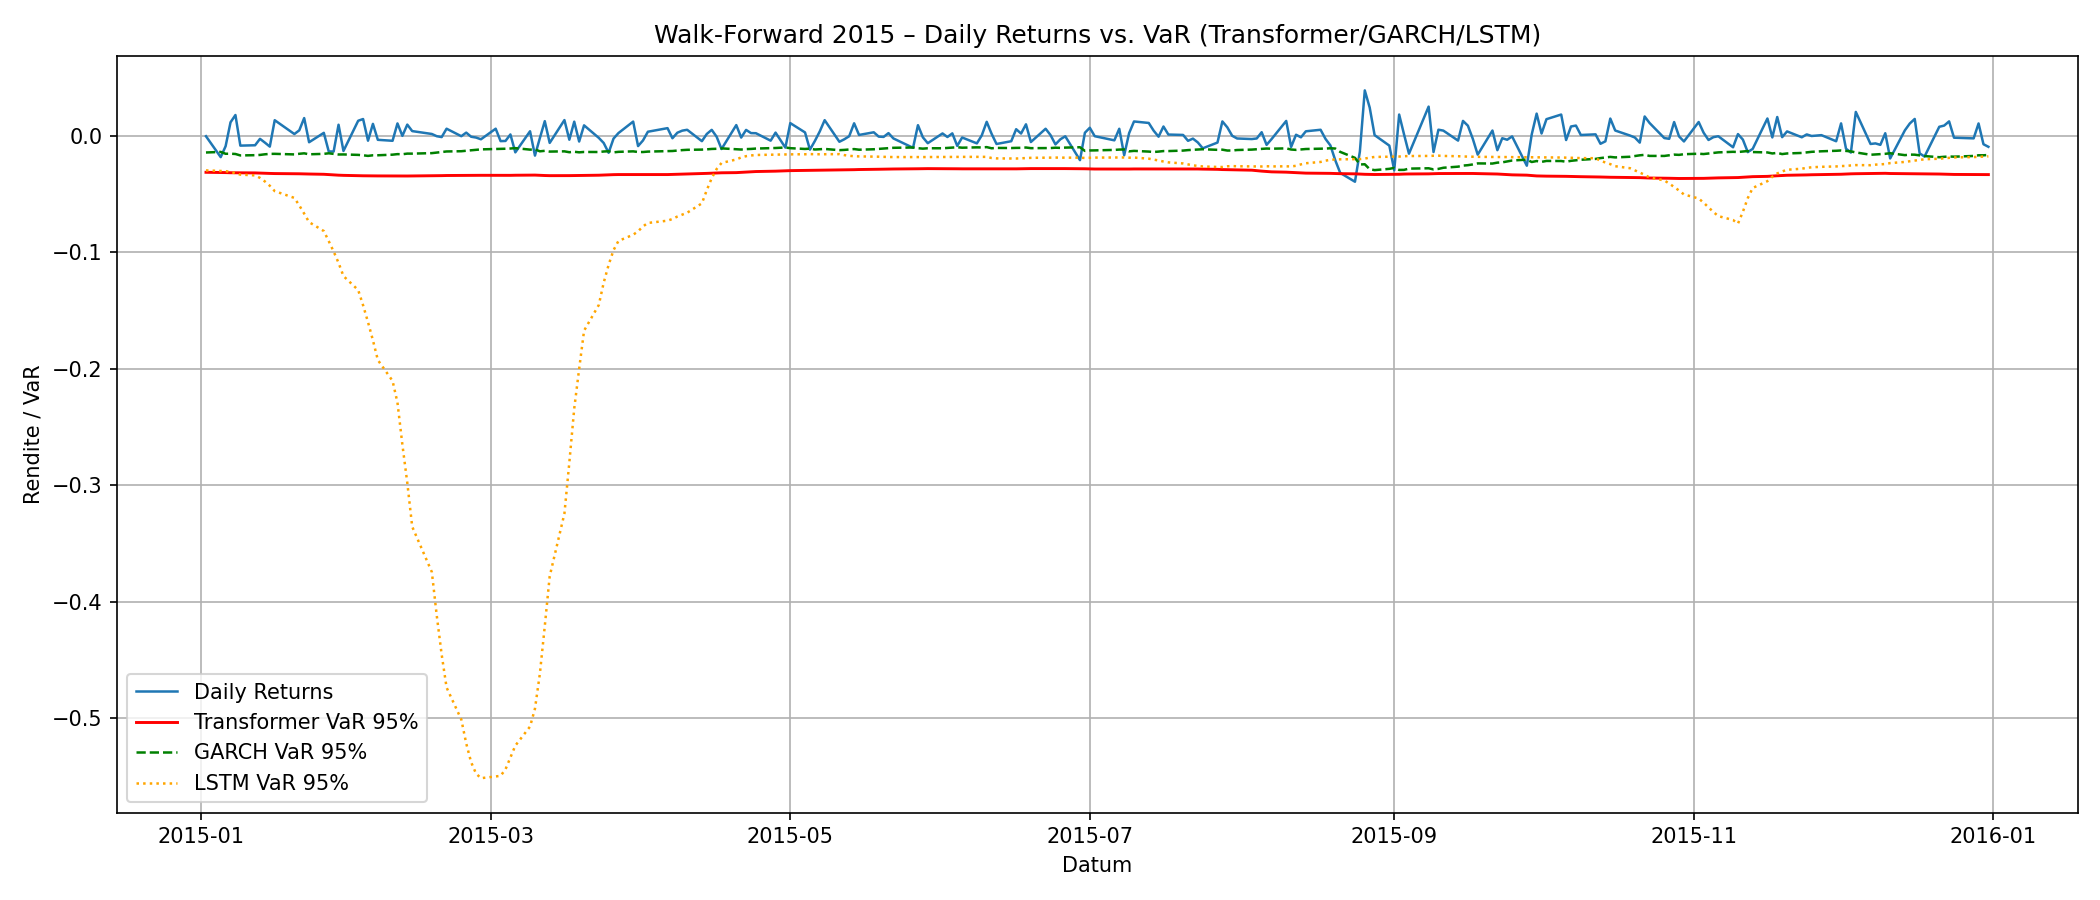 Walk-Forward 2015 – Daily Returns vs. VaR (Transformer/GARCH/LSTM)
Rendite / VaR
0.0
−0.1
−0.2
−0.3
−0.4
−0.5
Daily Returns
Transformer VaR 95%
GARCH VaR 95%
LSTM VaR 95%
2015-01 2015-03 2015-05 2015-07 2015-09 2015-11 2016-01
Datum